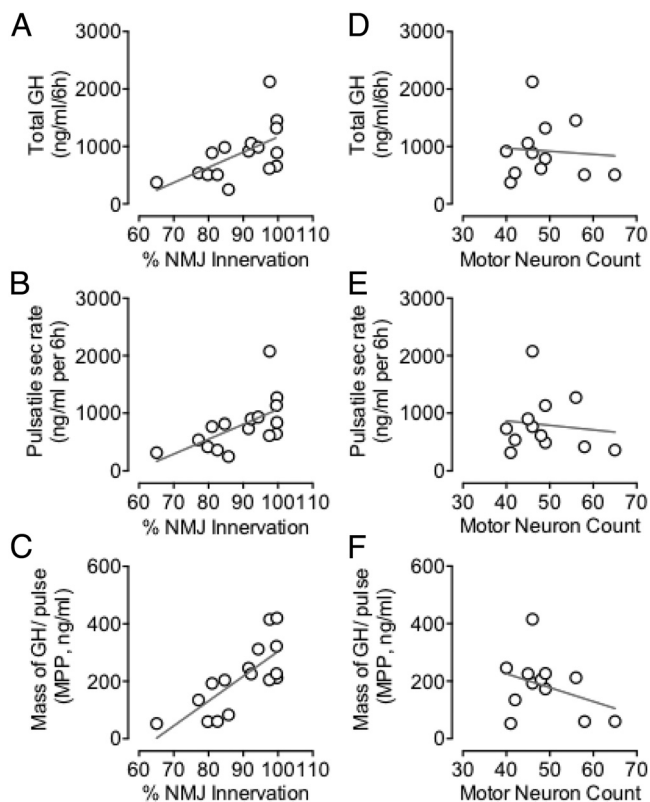 A
Total GH
(ng/ml/6h)
3000
2000
1000
0
60 70 80 90 100 110
% NMJ Innervation
D
Total GH
(ng/ml/6h)
3000
2000
1000
0
30 40 50 60 70
Motor Neuron Count
B
Pulsatile sec rate
(ng/ml per 6h)
3000
2000
1000
0
60 70 80 90 100 110
% NMJ Innervation
E
Pulsatile sec rate
(ng/ml per 6h)
3000
2000
1000
0
30 40 50 60 70
Motor Neuron Count
C
Mass of GH/ pulse
(MPP, ng/ml)
600
400
200
0
60 70 80 90 100 110
% NMJ Innervation
F
Mass of GH/ pulse
(MPP, ng/ml)
600
400
200
0
30 40 50 60 70
Motor Neuron Count